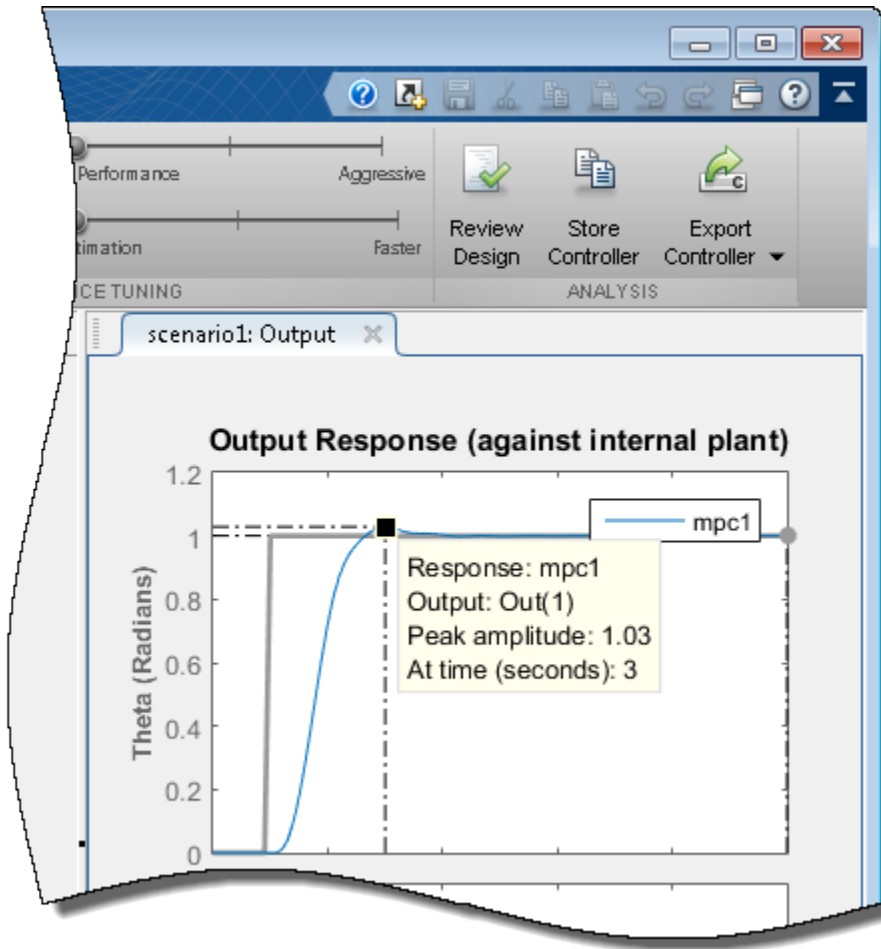 Performance
Aggressive
timation
Faster
CE TUNING
Review Design
Store Controller
Export Controller
ANALYSIS
scenario1: Output
Output Response (against internal plant)
1.2
1
0.8
0.6
0.4
0.2
0
Theta (Radians)
mpc1
Response: mpc1
Output: Out(1)
Peak amplitude: 1.03
At time (seconds): 3